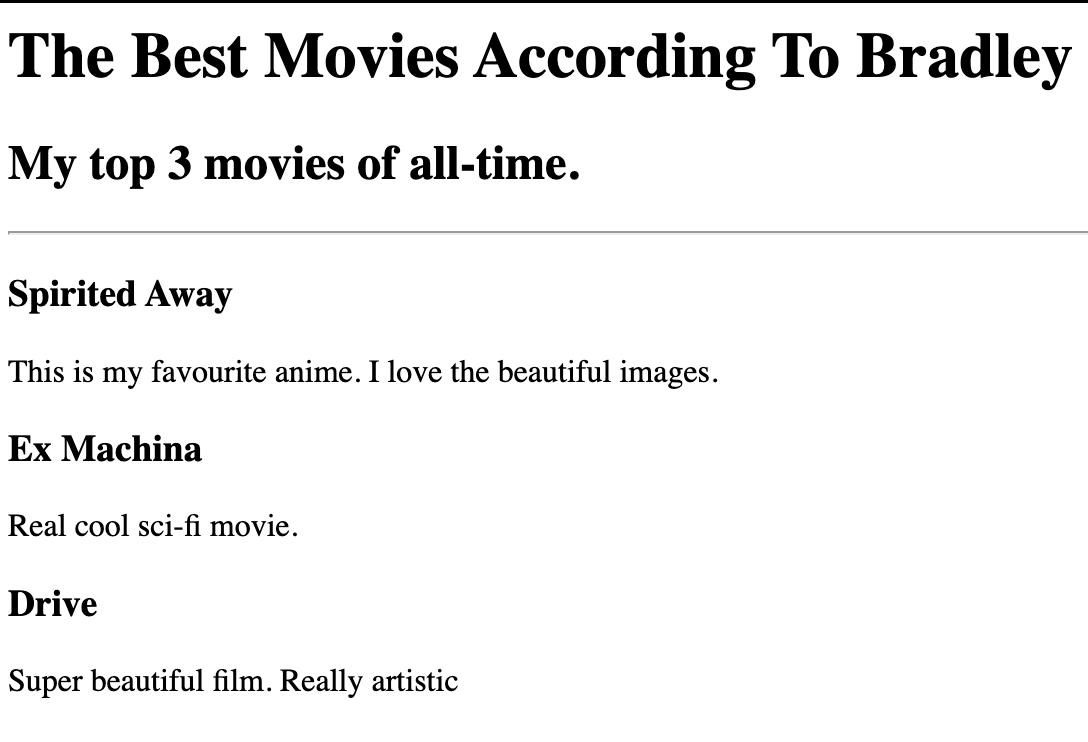 The Best Movies According To Bradley
My top 3 movies of all-time.
Spirited Away
This is my favourite anime. I love the beautiful images.
Ex Machina
Real cool sci-fi movie.
Drive
Super beautiful film. Really artistic